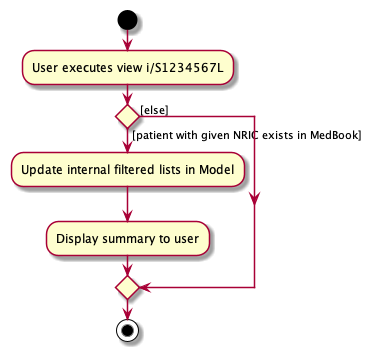 User executes view i/S1234567L
[else]
[patient with given NRIC exists in MedBook]
Update internal filtered lists in Model
Display summary to user